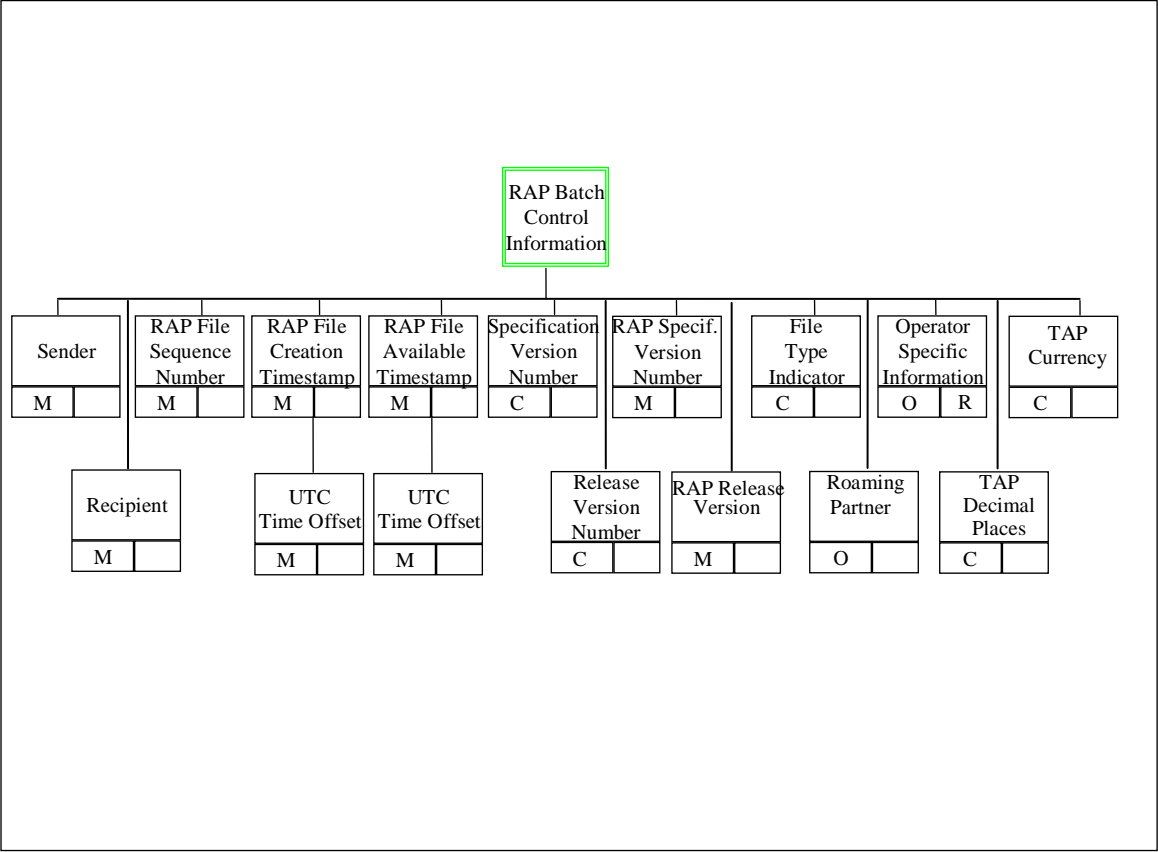 RAP Batch
Control
Information
Sender
M
RAP File
Sequence
Number
M
RAP File
Creation
Timestamp
M
RAP File
Available
Timestamp
M
Specification
Version
Number
C
RAP Specif.
Version
Number
M
File
Type
Indicator
C
Operator
Specific
Information
O R
TAP
Currency
C
Recipient
M
UTC
Time Offset
M
UTC
Time Offset
M
Release
Version
Number
C
RAP Release
Version
M
Roaming
Partner
O
TAP
Decimal
Places
C